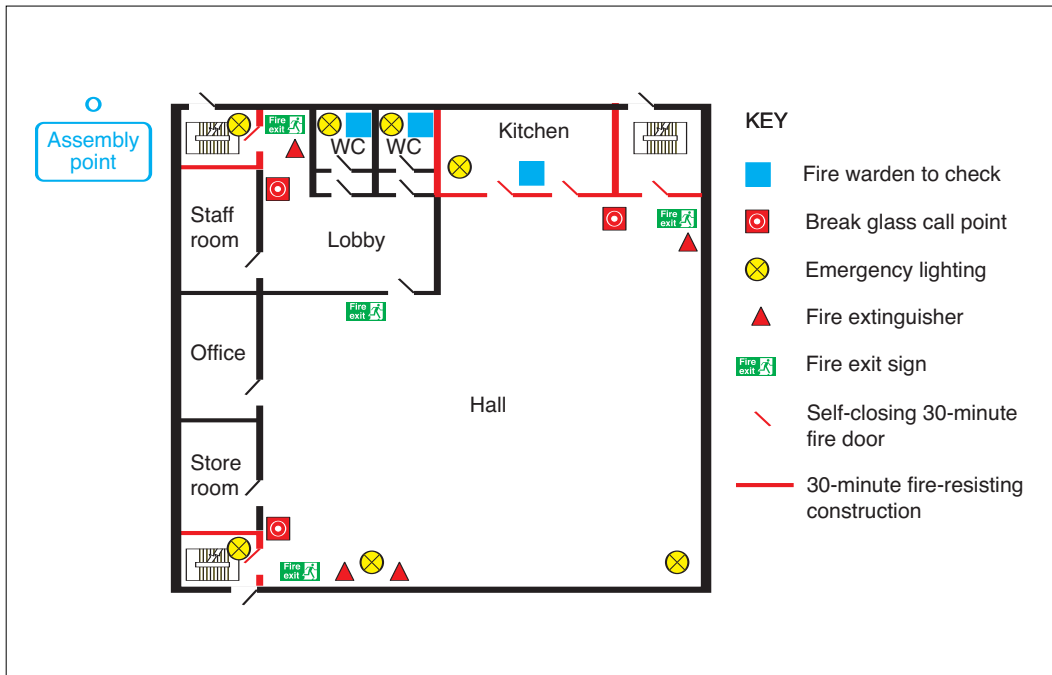 Assembly
point
Fire
exit
WC
WC
Kitchen
Staff
room
Lobby
Fire
exit
Fire
exit
Office
Hall
Store
room
Fire
exit
KEY
Fire warden to check
Break glass call point
Emergency lighting
Fire extinguisher
Fire
exit
Fire exit sign
Self-closing 30-minute
fire door
30-minute fire-resisting
construction